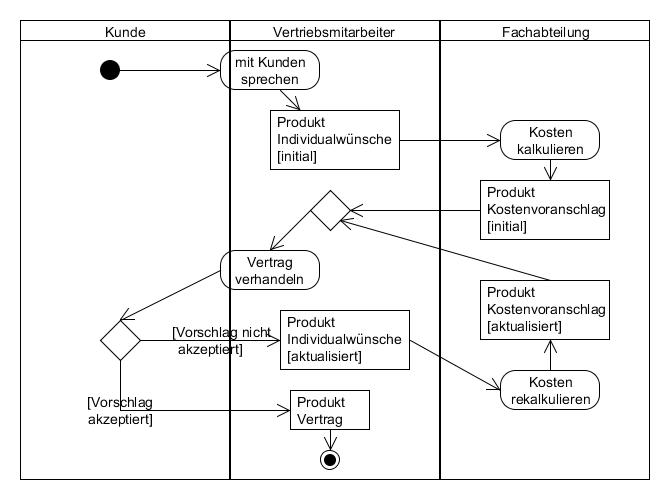 Kunde
Vertriebsmitarbeiter
Fachabteilung
mit Kunden
sprechen
Produkt
Individualwünsche
[initial]
Kosten
kalkulieren
Produkt
Kostenvoranschlag
[initial]
Vertrag
verhandeln
Produkt
Kostenvoranschlag
[aktualisiert]
[Vorschlag nicht
akzeptiert]
Produkt
Individualwünsche
[aktualisiert]
Kosten
rekalkulieren
[Vorschlag
akzeptiert]
Produkt
Vertrag